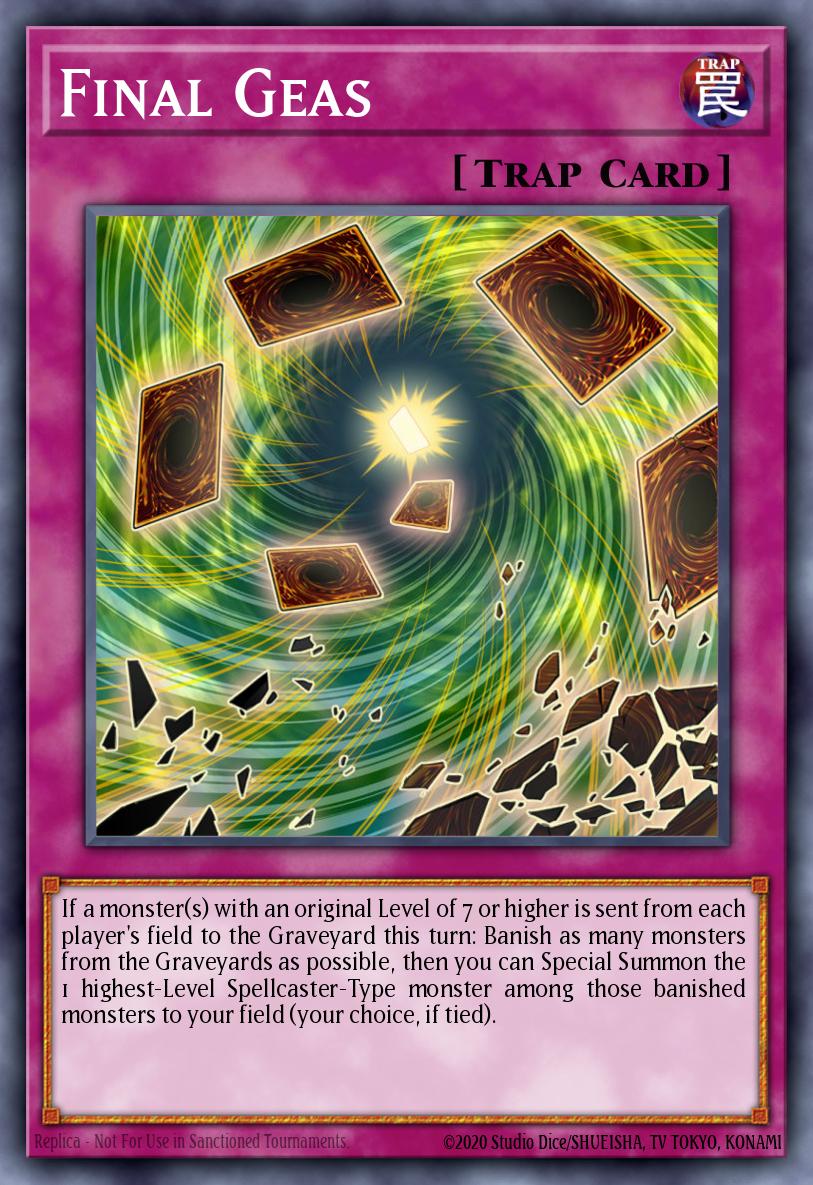 Final Geas
TRAP
罠
[Trap Card]
If a monster(s) with an original Level of 7 or higher is sent from each
player's field to the Graveyard this turn: Banish as many monsters
from the Graveyards as possible, then you can Special Summon the
1 highest-Level Spellcaster-Type monster among those banished
monsters to your field (your choice, if tied).
Replica - Not For Use in Sanctioned Tournaments.
©2020 Studio Dice/SHUEISHA, TV TOKYO, KONAMI